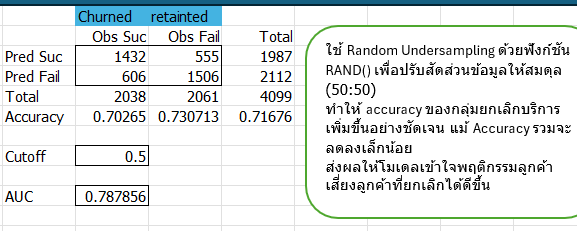 Churned retainted
Obs Suc Obs Fail Total
Pred Suc 1432 555 1987
Pred Fail 606 1506 2112
Total 2038 2061 4099
Accuracy 0.70265 0.730713 0.71676
Cutoff 0.5
AUC 0.787856
ใช้ Random Undersampling ด้วยฟังก์ชัน
RAND() เพื่อปรับสัดส่วนข้อมูลให้สมดุล
(50:50)
ทำให้ accuracy ของกลุ่มยกเลิกบริการ
เพิ่มขึ้นอย่างชัดเจน แม้ Accuracy รวมจะ
ลดลงเล็กน้อย
ส่งผลให้โมเดลเข้าใจพฤติกรรมลูกค้า
เสี่ยงลูกค้าที่ยกเลิกได้ดีขึ้น